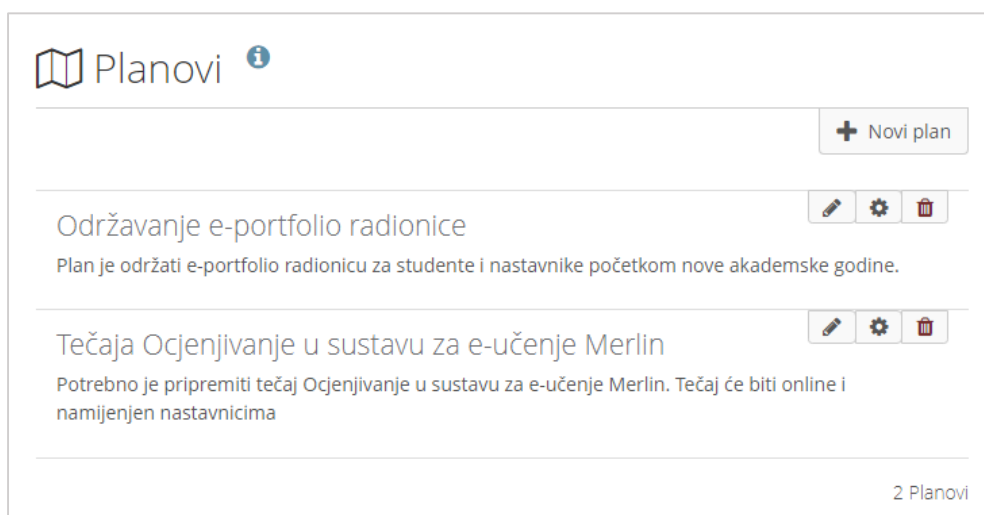 Planovi
Novi plan
Održavanje e-portfolio radionice
Plan je održati e-portfolio radionicu za studente i nastavnike početkom nove akademske godine.
Tečaja Ocjenjivanje u sustavu za e-učenje Merlin
Potrebno je pripremiti tečaj Ocjenjivanje u sustavu za e-učenje Merlin. Tečaj će biti online i
namijenjen nastavnicima
2 Planovi